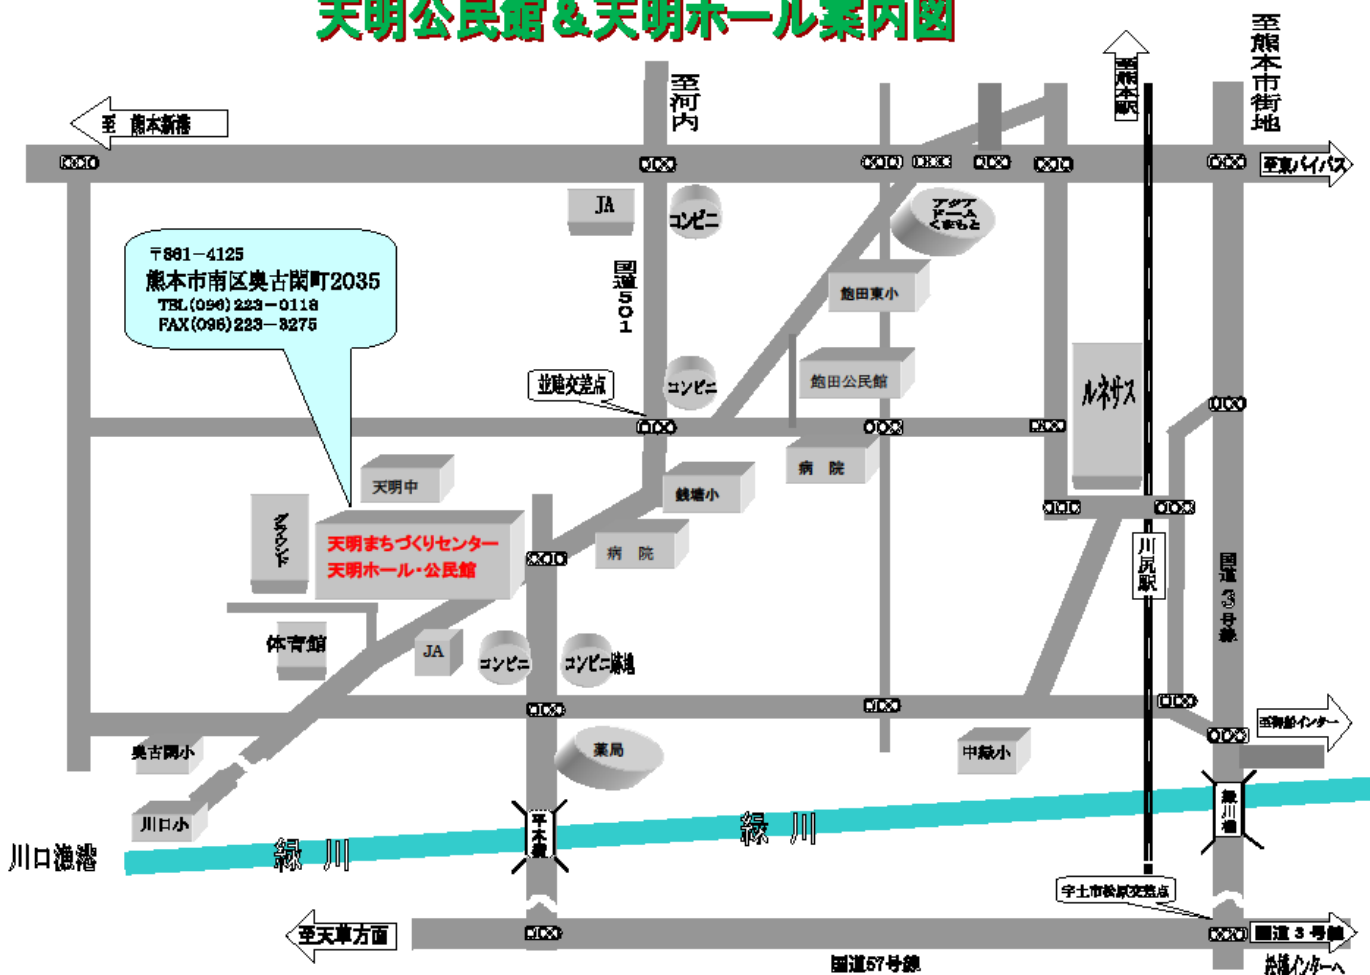 天明公民館＆天明ホール案内図
至熊本市街地
至熊本駅
至河内
至　熊本新港
至東バイパス
JA
コンビニ
アクア
ドーム
くまもと
〒861－4125
熊本市南区奥古閑町2035
TEL(096)223－0118
FAX(096)223－3275
国道501
飽田東小
並建交差点
コンビニ
飽田公民館
ルネサス
天明中
銭塘小
病　院
グラウンド
天明まちづくりセンター
天明ホール・公民館
病　院
川尻駅
国道３号線
体育館
JA
コンビニ
コンビニ跡地
至御船インター
奥古閑小
薬局
中緑小
川口小
平木橋
緑川橋
緑　川
緑　川
川口漁港
宇土市松原交差点
至天草方面
国道３号線
国道57号線
松橋インターへ